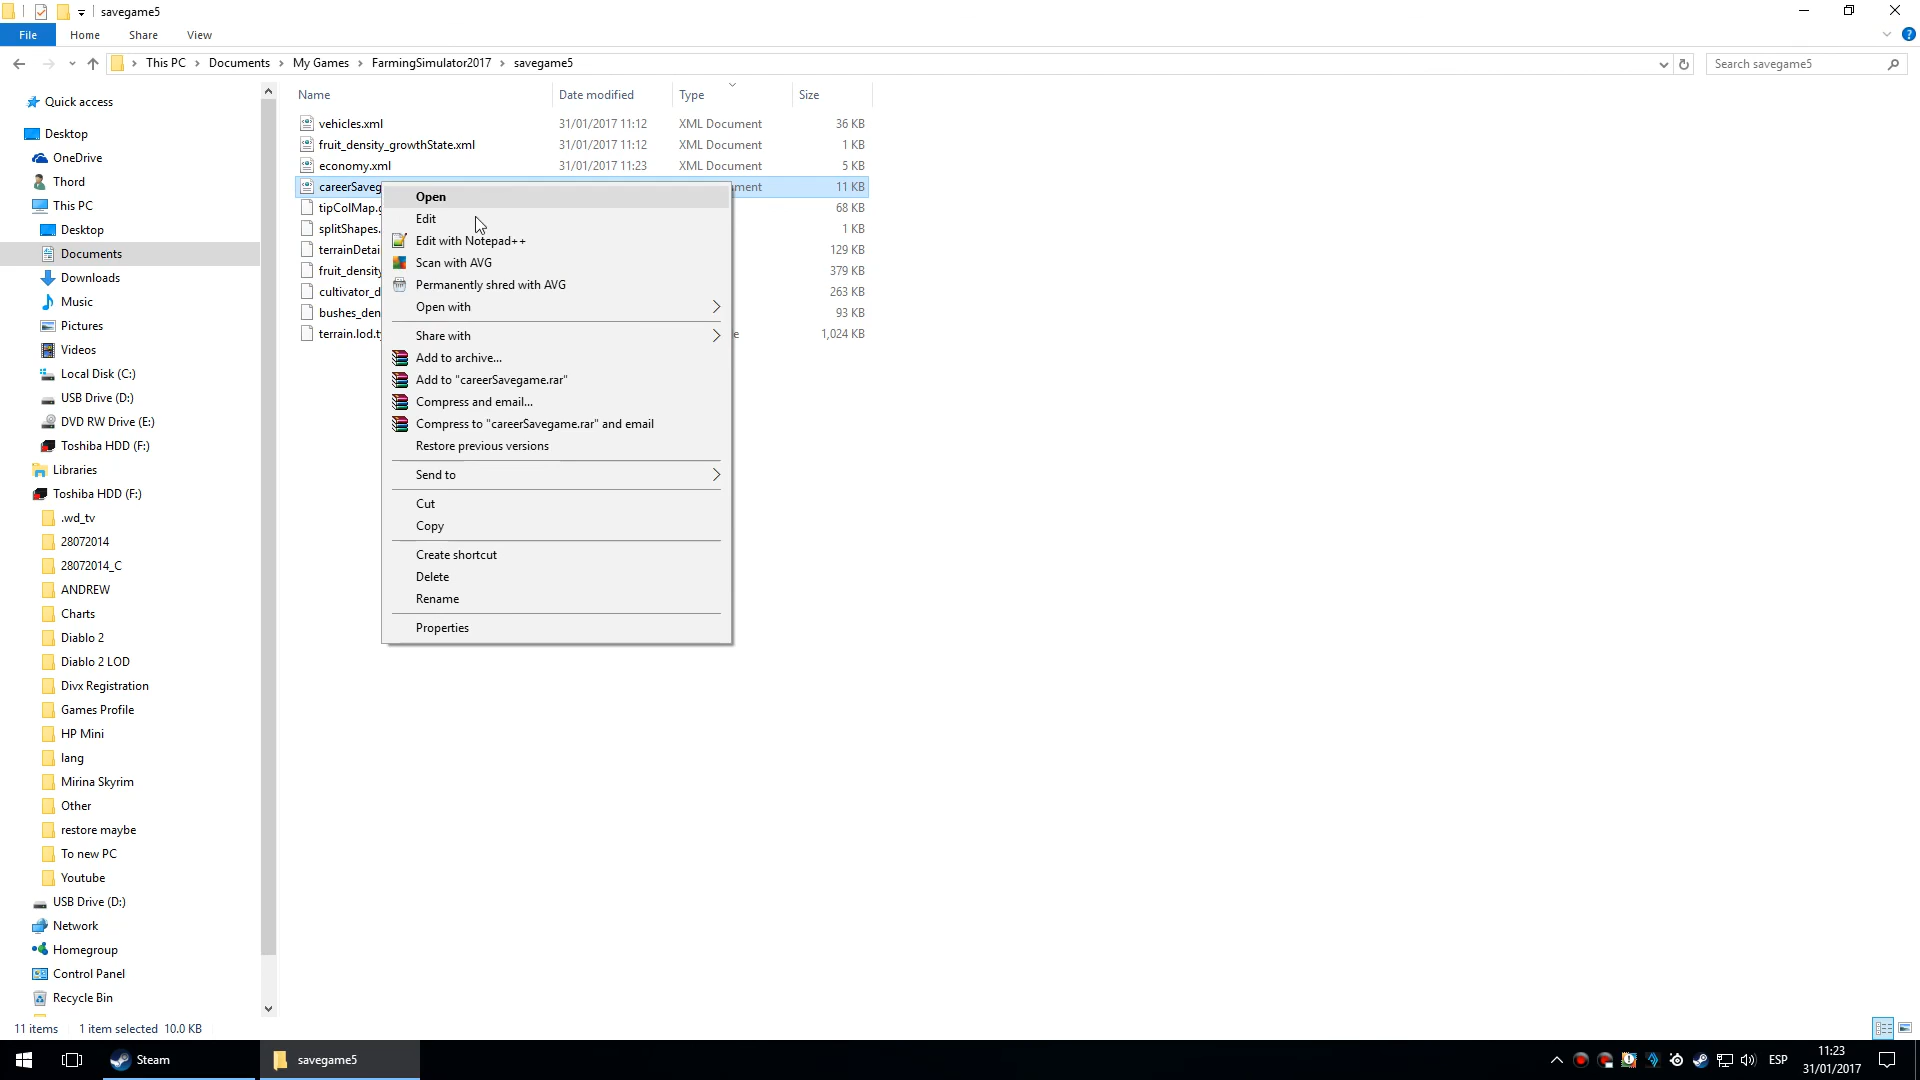 savegame5
File Home Share View
This PC Documents My Games FarmingSimulator2017 savegame5
Search savegame5
Name Date modified Type Size
vehicles.xml 31/01/2017 11:12 XML Document 36 KB
fruit_density_growthState.xml 31/01/2017 11:12 XML Document 1 KB
economy.xml 31/01/2017 11:23 XML Document 5 KB
careerSaveg ument 11 KB
tipColMap.g 68 KB
splitShapes. 1 KB
terrainDetai 129 KB
fruit_density 379 KB
cultivator_d 263 KB
bushes_den 93 KB
terrain.lod.ty e 1,024 KB
Open
Edit
Edit with Notepad++
Scan with AVG
Permanently shred with AVG
Open with
Share with
Add to archive...
Add to "careerSavegame.rar"
Compress and email...
Compress to "careerSavegame.rar" and email
Restore previous versions
Send to
Cut
Copy
Create shortcut
Delete
Rename
Properties
Quick access
Desktop
OneDrive
Thord
This PC
Desktop
Documents
Downloads
Music
Pictures
Videos
Local Disk (C:)
USB Drive (D:)
DVD RW Drive (E:)
Toshiba HDD (F:)
Libraries
Toshiba HDD (F:)
.wd_tv
28072014
28072014_C
ANDREW
Charts
Diablo 2
Diablo 2 LOD
Divx Registration
Games Profile
HP Mini
lang
Mirina Skyrim
Other
restore maybe
To new PC
Youtube
USB Drive (D:)
Network
Homegroup
Control Panel
Recycle Bin
11 items 1 item selected 10.0 KB
Steam savegame5
ESP
11:23
31/01/2017